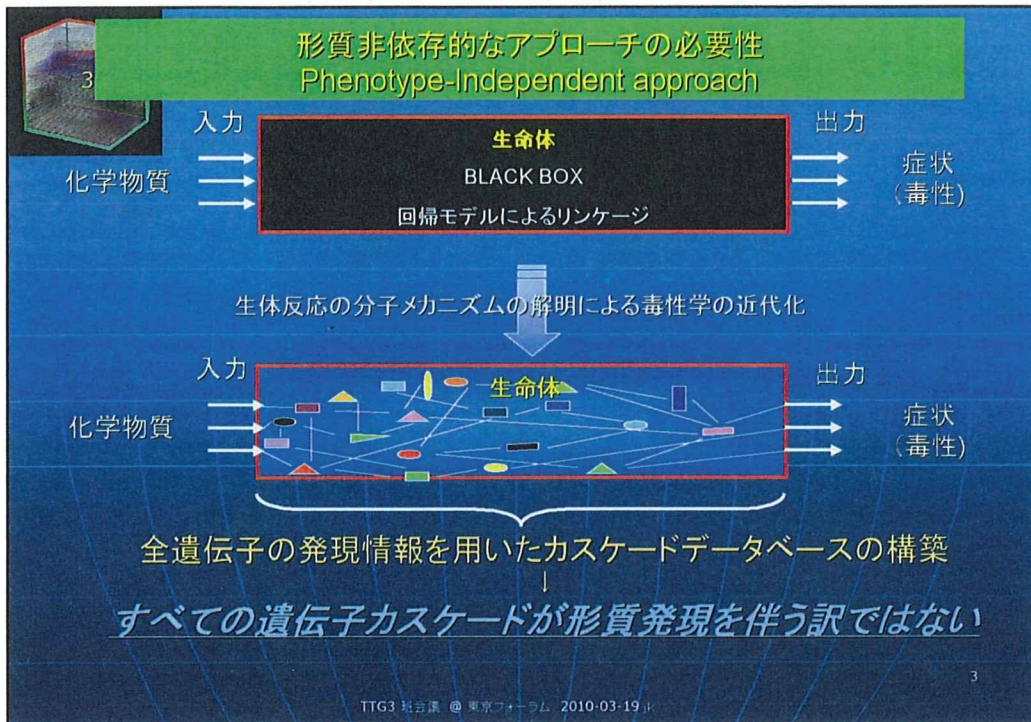 形質非依存的なアプローチの必要性
Phenotype-Independent approach
3
入力
化学物質
生命体
BLACK BOX
回帰モデルによるリンケージ
出力
症状
(毒性)
生体反応の分子メカニズムの解明による毒性学の近代化
入力
化学物質
生命体
出力
症状
(毒性)
全遺伝子の発現情報を用いたカスケードデータベースの構築
↓
すべての遺伝子カスケードが形質発現を伴う訳ではない
3
TTG3 班会議 @ 東京フォーラム 2010-03-19 jk